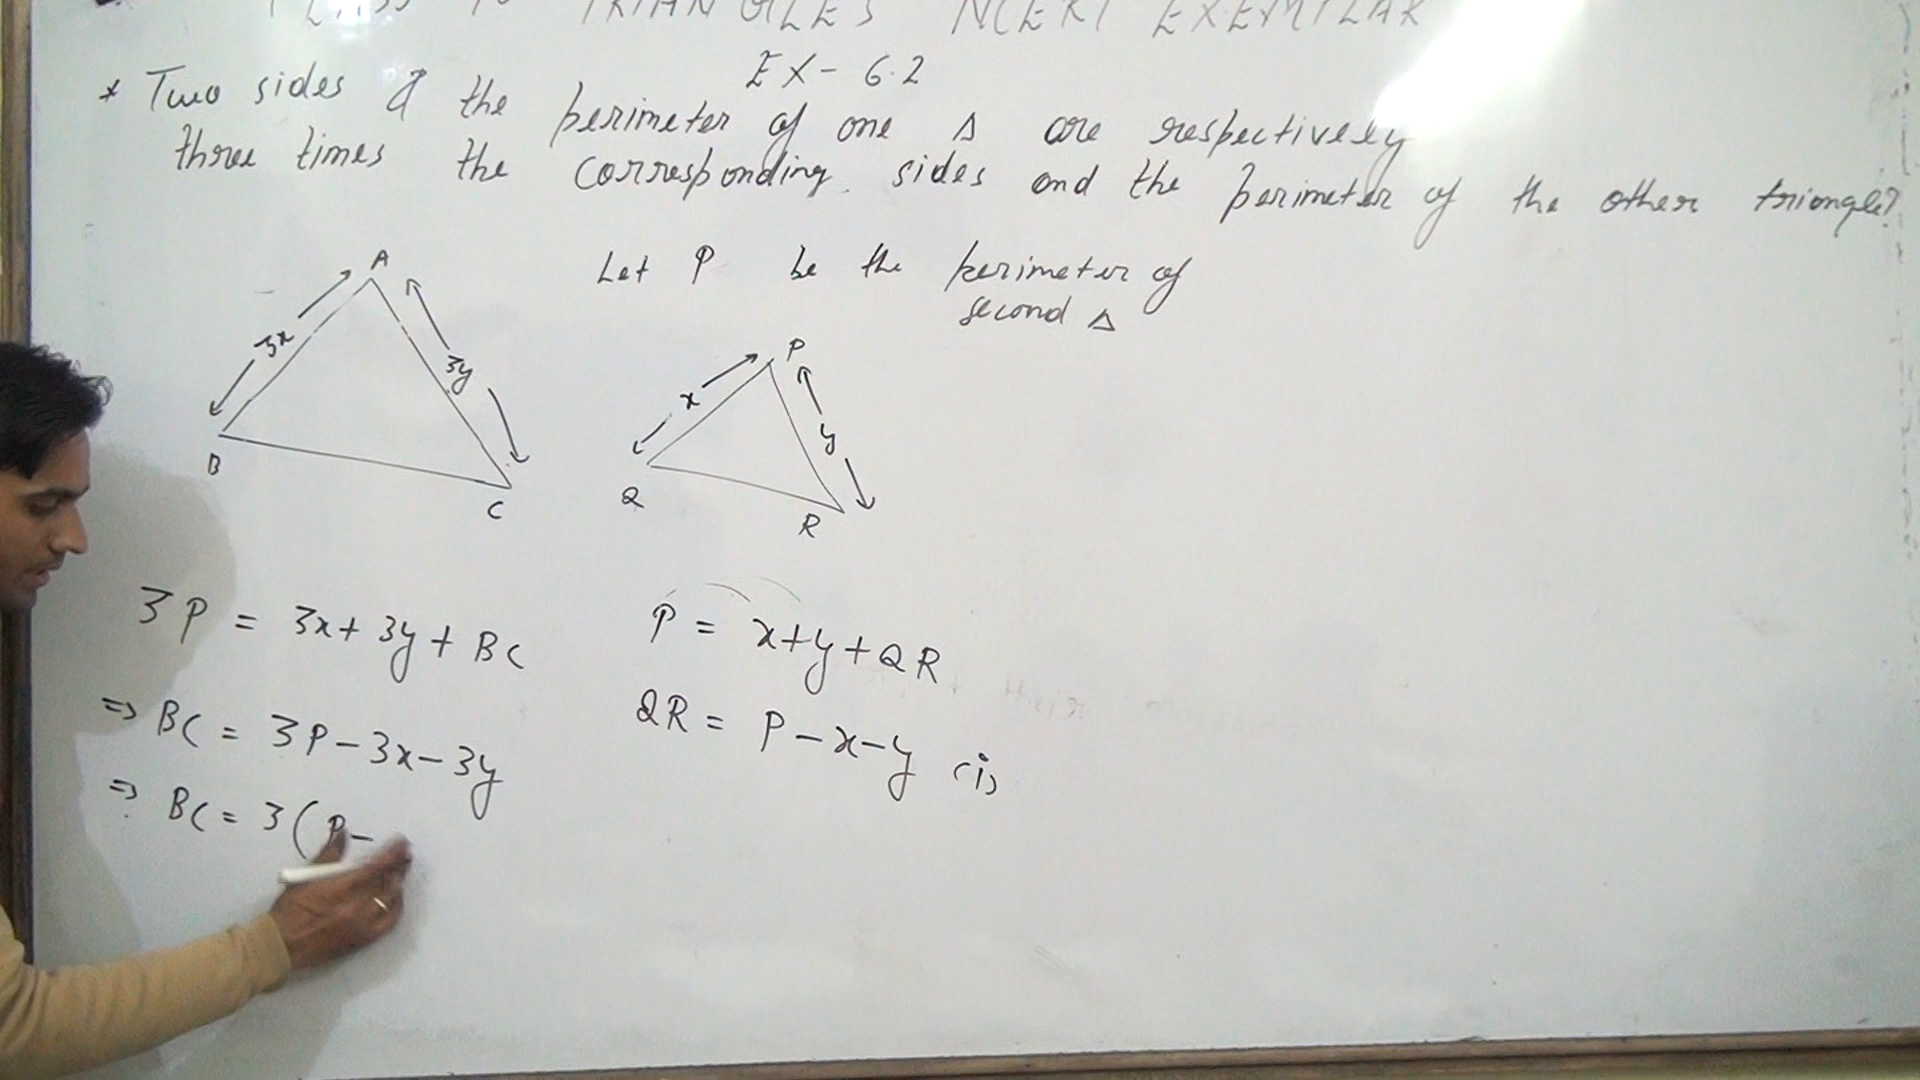 CLASS 10 TRIANGLES NCERT EXEMPLAR
EX - 6.2
* Two sides & the perimeter of one Δ are respectively
three times the corresponding sides and the perimeter of the other triangle?
Let P be the perimeter of
second Δ
A
3x
3y
B
C
P
x
y
Q
R
3P = 3x + 3y + BC
⇒ BC = 3P - 3x - 3y
⇒ BC = 3(P -
P = x + y + QR
QR = P - x - y (i)